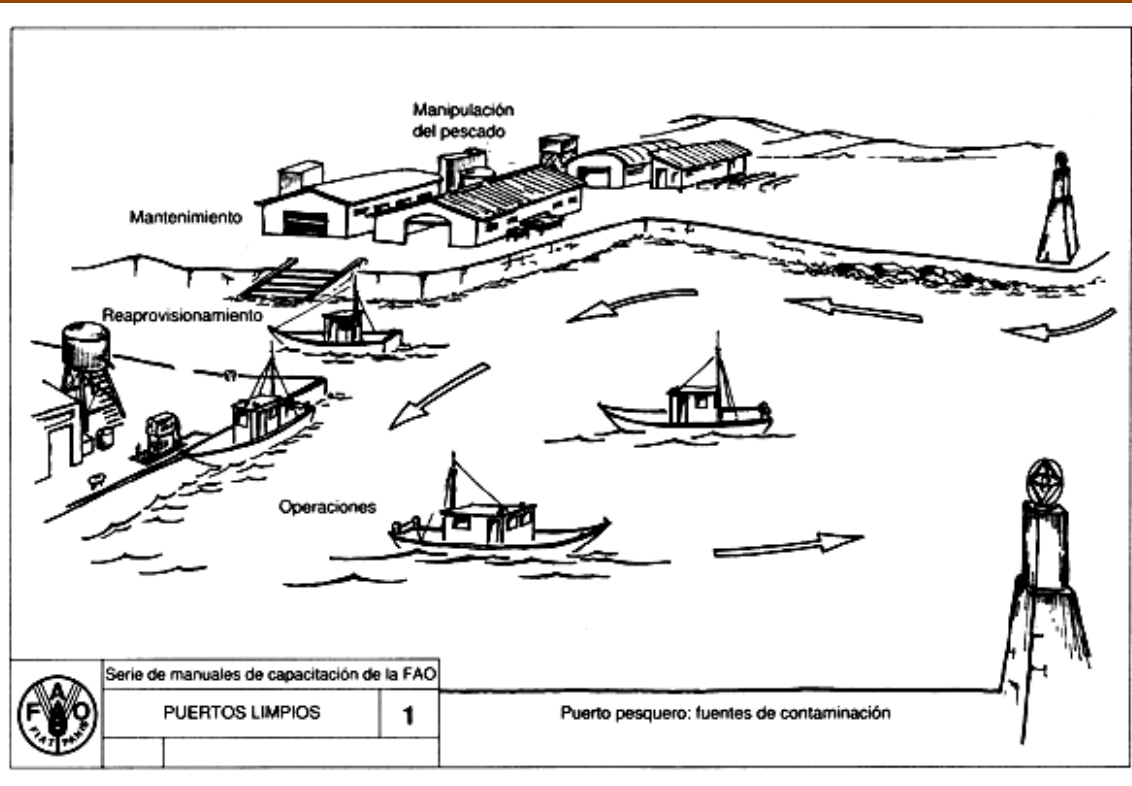 Manipulación
del pescado
Mantenimiento
Reaprovisionamiento
Operaciones
Serie de manuales de capacitación de la FAO
PUERTOS LIMPIOS
1
Puerto pesquero: fuentes de contaminación
F A O
FIAT PANIS